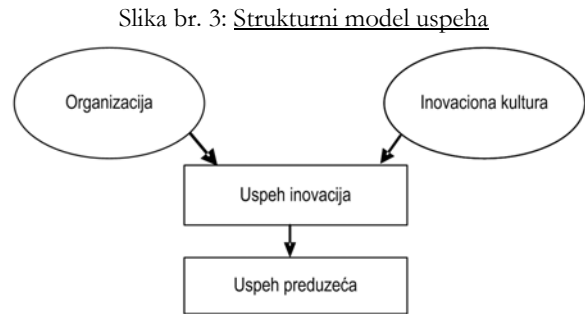 Slika br. 3: Strukturni model uspeha
Organizacija
Inovaciona kultura
Uspeh inovacija
Uspeh preduzeća